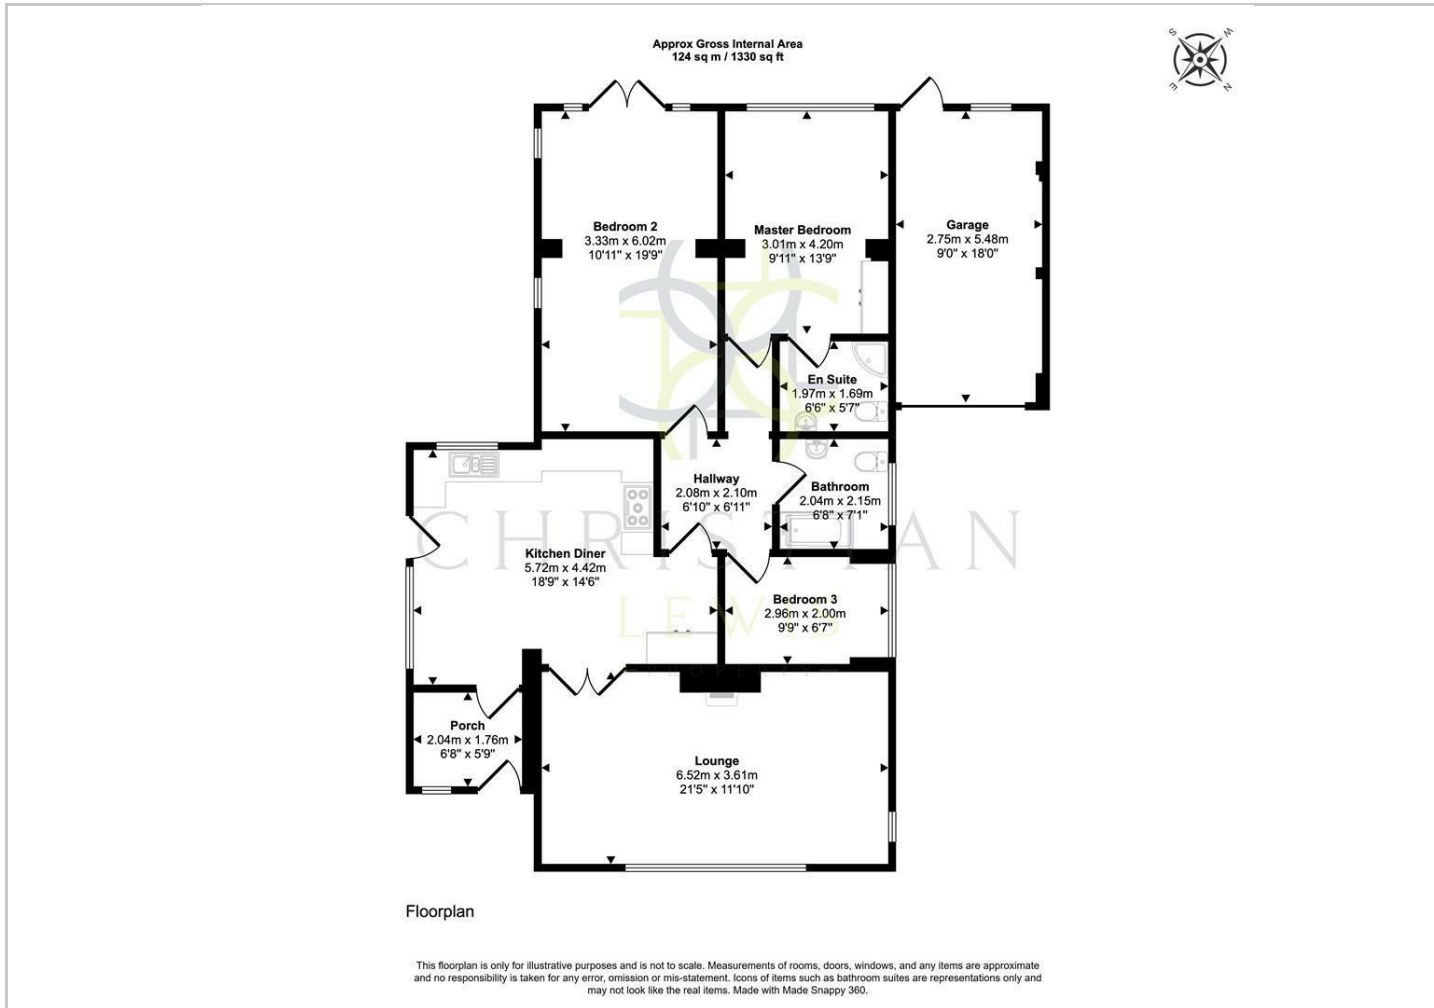 Approx Gross Internal Area
124 sq m / 1330 sq ft
S
W
E
N
Bedroom 2
3.33m x 6.02m
10'11" x 19'9"
Master Bedroom
3.01m x 4.20m
9'11" x 13'9"
Garage
2.75m x 5.48m
9'0" x 18'0"
En Suite
1.97m x 1.69m
6'6" x 5'7"
Hallway
2.08m x 2.10m
6'10" x 6'11"
Bathroom
2.04m x 2.15m
6'8" x 7'1"
CHRISTIAN
Kitchen Diner
5.72m x 4.42m
18'9" x 14'6"
Bedroom 3
2.96m x 2.00m
9'9" x 6'7"
LEWIS
PROPERTY
Porch
2.04m x 1.76m
6'8" x 5'9"
Lounge
6.52m x 3.61m
21'5" x 11'10"
Floorplan
This floorplan is only for illustrative purposes and is not to scale. Measurements of rooms, doors, windows, and any items are approximate
and no responsibility is taken for any error, omission or mis-statement. Icons of items such as bathroom suites are representations only and
may not look like the real items. Made with Made Snappy 360.